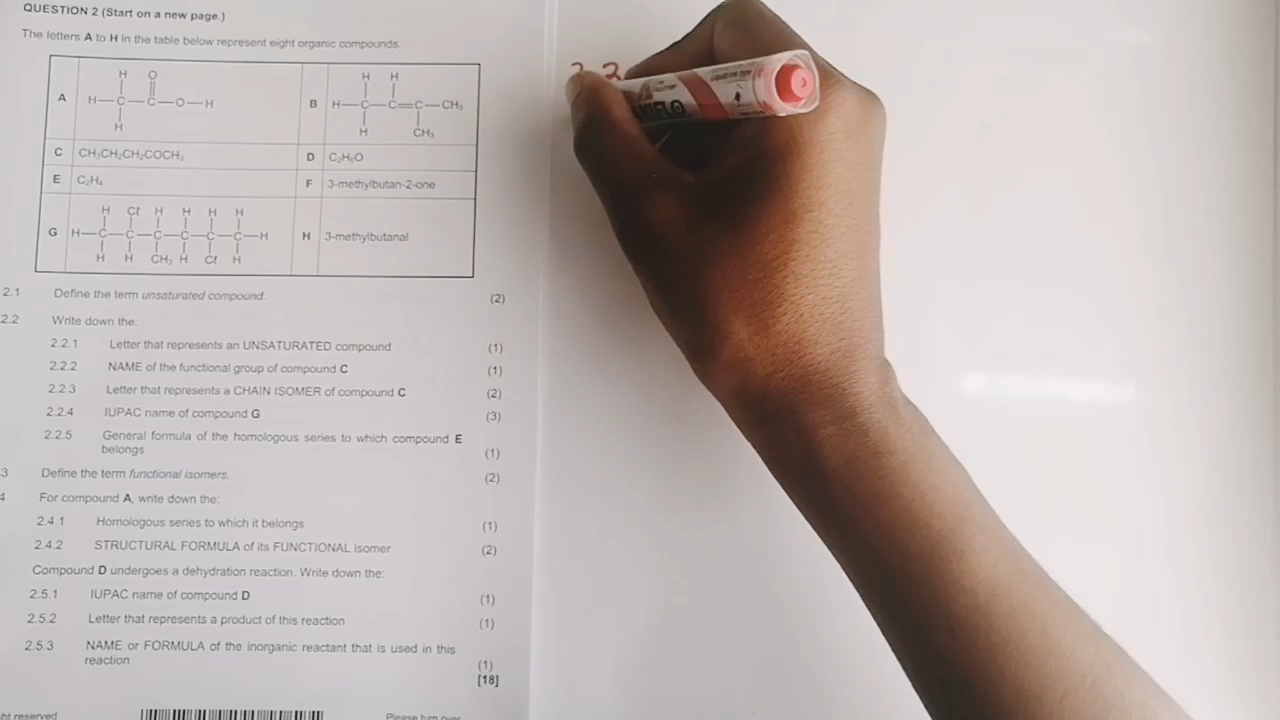 QUESTION 2 (Start on a new page.)
The letters A to H in the table below represent eight organic compounds.
A
H O
H—C—C—O—H
H
B
H H
H—C—C=C—CH₃
H CH₃
C CH₃CH₂CH₂COCH₃
D C₂H₆O
E C₂H₄
F 3-methylbutan-2-one
G
H Cℓ H H H H
H—C—C—C—C—C—C—H
H H CH₃ H Cℓ H
H 3-methylbutanal
2.1 Define the term unsaturated compound. (2)
2.2 Write down the:
2.2.1 Letter that represents an UNSATURATED compound (1)
2.2.2 NAME of the functional group of compound C (1)
2.2.3 Letter that represents a CHAIN ISOMER of compound C (2)
2.2.4 IUPAC name of compound G (3)
2.2.5 General formula of the homologous series to which compound E
belongs (1)
3 Define the term functional isomers. (2)
4 For compound A, write down the:
2.4.1 Homologous series to which it belongs (1)
2.4.2 STRUCTURAL FORMULA of its FUNCTIONAL isomer (2)
Compound D undergoes a dehydration reaction. Write down the:
2.5.1 IUPAC name of compound D (1)
2.5.2 Letter that represents a product of this reaction (1)
2.5.3 NAME or FORMULA of the inorganic reactant that is used in this
reaction (1)
[18]
ht reserved
Please turn over